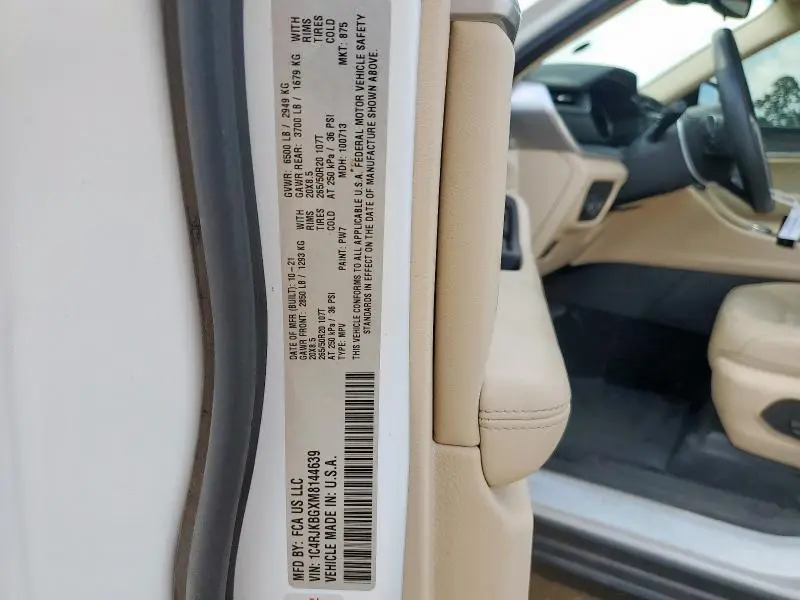 MFD BY: FCA US LLC
DATE OF MFR (BUILT): 10-21
GVWR: 6500 LB / 2949 KG
GAWR FRONT: 2850 LB / 1293 KG WITH
GAWR REAR: 3700 LB / 1679 KG WITH
20X8.5 RIMS
20X8.5 RIMS
265/50R20 107T TIRES
265/50R20 107T TIRES
AT 250 kPa / 36 PSI COLD
AT 250 kPa / 36 PSI COLD
VIN: 1C4RJKBGXM8144639
TYPE: MPV
PAINT: PW7
MDH: 100713
MKT: 875
VEHICLE MADE IN: U.S.A.
THIS VEHICLE CONFORMS TO ALL APPLICABLE U.S.A. FEDERAL MOTOR VEHICLE SAFETY
STANDARDS IN EFFECT ON THE DATE OF MANUFACTURE SHOWN ABOVE.